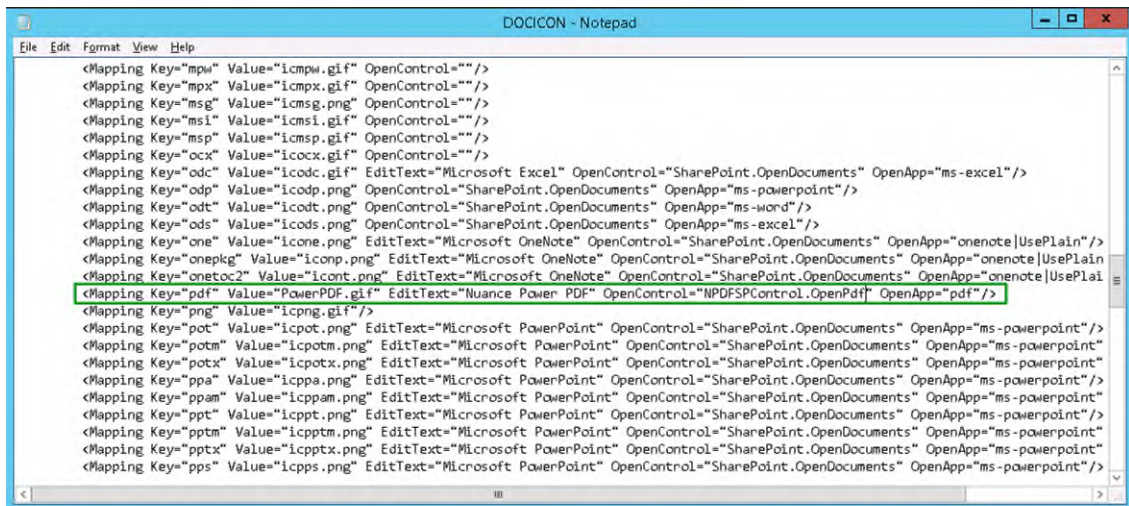 DOCICON - Notepad
File Edit Format View Help
<Mapping Key="mpw" Value="icmpw.gif" OpenControl=""/>
<Mapping Key="mpx" Value="icmpx.gif" OpenControl=""/>
<Mapping Key="msg" Value="icmsg.png" OpenControl=""/>
<Mapping Key="msi" Value="icmsi.gif" OpenControl=""/>
<Mapping Key="msp" Value="icmsp.gif" OpenControl=""/>
<Mapping Key="ocx" Value="icocx.gif" OpenControl=""/>
<Mapping Key="odc" Value="icodc.gif" EditText="Microsoft Excel" OpenControl="SharePoint.OpenDocuments" OpenApp="ms-excel"/>
<Mapping Key="odp" Value="icodp.png" OpenControl="SharePoint.OpenDocuments" OpenApp="ms-powerpoint"/>
<Mapping Key="odt" Value="icodt.png" OpenControl="SharePoint.OpenDocuments" OpenApp="ms-word"/>
<Mapping Key="ods" Value="icods.png" OpenControl="SharePoint.OpenDocuments" OpenApp="ms-excel"/>
<Mapping Key="one" Value="icone.png" EditText="Microsoft OneNote" OpenControl="SharePoint.OpenDocuments" OpenApp="onenote|UsePlain"/>
<Mapping Key="onepkg" Value="iconp.png" EditText="Microsoft OneNote" OpenControl="SharePoint.OpenDocuments" OpenApp="onenote|UsePlain
<Mapping Key="onetoc2" Value="icont.png" EditText="Microsoft OneNote" OpenControl="SharePoint.OpenDocuments" OpenApp="onenote|UsePlai
<Mapping Key="pdf" Value="PowerPDF.gif" EditText="Nuance Power PDF" OpenControl="NPDFSPControl.OpenPdf" OpenApp="pdf"/>
<Mapping Key="png" Value="icpng.gif"/>
<Mapping Key="pot" Value="icpot.png" EditText="Microsoft PowerPoint" OpenControl="SharePoint.OpenDocuments" OpenApp="ms-powerpoint"/>
<Mapping Key="potm" Value="icpotm.png" EditText="Microsoft PowerPoint" OpenControl="SharePoint.OpenDocuments" OpenApp="ms-powerpoint"
<Mapping Key="potx" Value="icpotx.png" EditText="Microsoft PowerPoint" OpenControl="SharePoint.OpenDocuments" OpenApp="ms-powerpoint"
<Mapping Key="ppa" Value="icppa.png" EditText="Microsoft PowerPoint" OpenControl="SharePoint.OpenDocuments" OpenApp="ms-powerpoint"/>
<Mapping Key="ppam" Value="icppam.png" EditText="Microsoft PowerPoint" OpenControl="SharePoint.OpenDocuments" OpenApp="ms-powerpoint"
<Mapping Key="ppt" Value="icppt.png" EditText="Microsoft PowerPoint" OpenControl="SharePoint.OpenDocuments" OpenApp="ms-powerpoint"/>
<Mapping Key="pptm" Value="icpptm.png" EditText="Microsoft PowerPoint" OpenControl="SharePoint.OpenDocuments" OpenApp="ms-powerpoint"
<Mapping Key="pptx" Value="icpptx.png" EditText="Microsoft PowerPoint" OpenControl="SharePoint.OpenDocuments" OpenApp="ms-powerpoint"
<Mapping Key="pps" Value="icpps.png" EditText="Microsoft PowerPoint" OpenControl="SharePoint.OpenDocuments" OpenApp="ms-powerpoint"/>